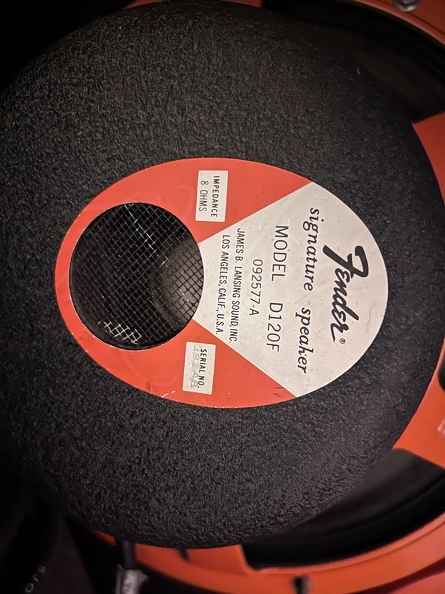 Fender®
signature speaker
MODEL D120F
092577-A
JAMES B. LANSING SOUND, INC.
LOS ANGELES, CALIF., U.S.A.
IMPEDANCE
8 OHMS
SERIAL NO.